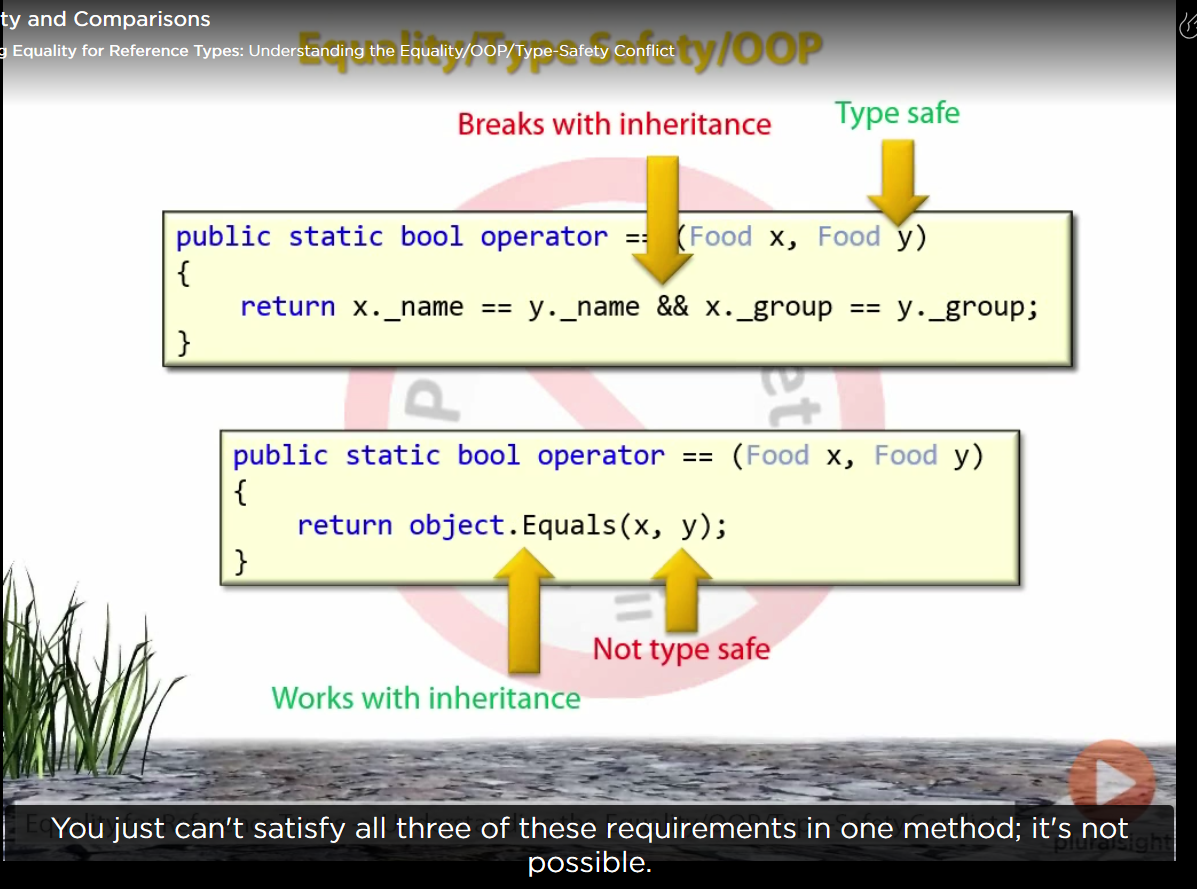 ty and Comparisons
g Equality for Reference Types: Understanding the Equality/OOP/Type-Safety Conflict
Equality/Type Safety/OOP
Breaks with inheritance
Type safe
public static bool operator == (Food x, Food y)
{
return x._name == y._name && x._group == y._group;
}
public static bool operator == (Food x, Food y)
{
return object.Equals(x, y);
}
Not type safe
Works with inheritance
You just can't satisfy all three of these requirements in one method; it's not
possible.
pluralsight